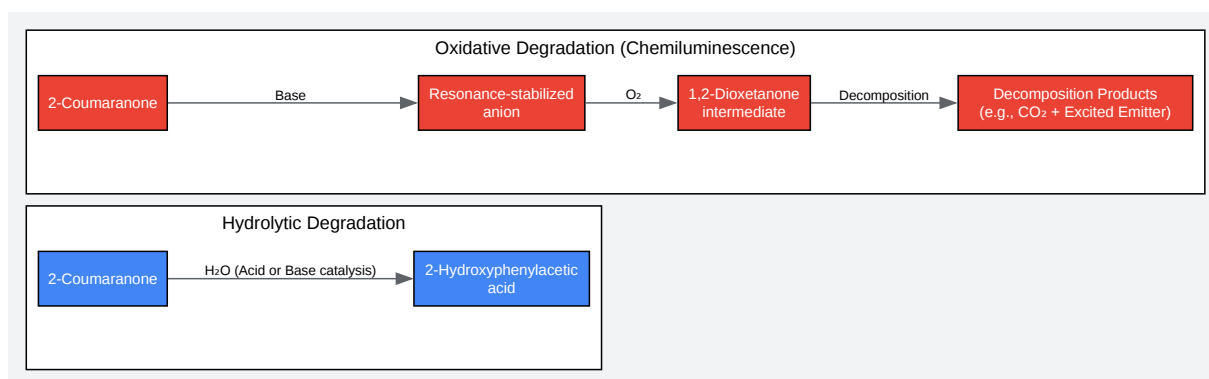 Oxidative Degradation (Chemiluminescence)
2-Coumaranone
Base
Resonance-stabilized
anion
O₂
1,2-Dioxetanone
intermediate
Decomposition
Decomposition Products
(e.g., CO₂ + Excited Emitter)
Hydrolytic Degradation
2-Coumaranone
H₂O (Acid or Base catalysis)
2-Hydroxyphenylacetic
acid